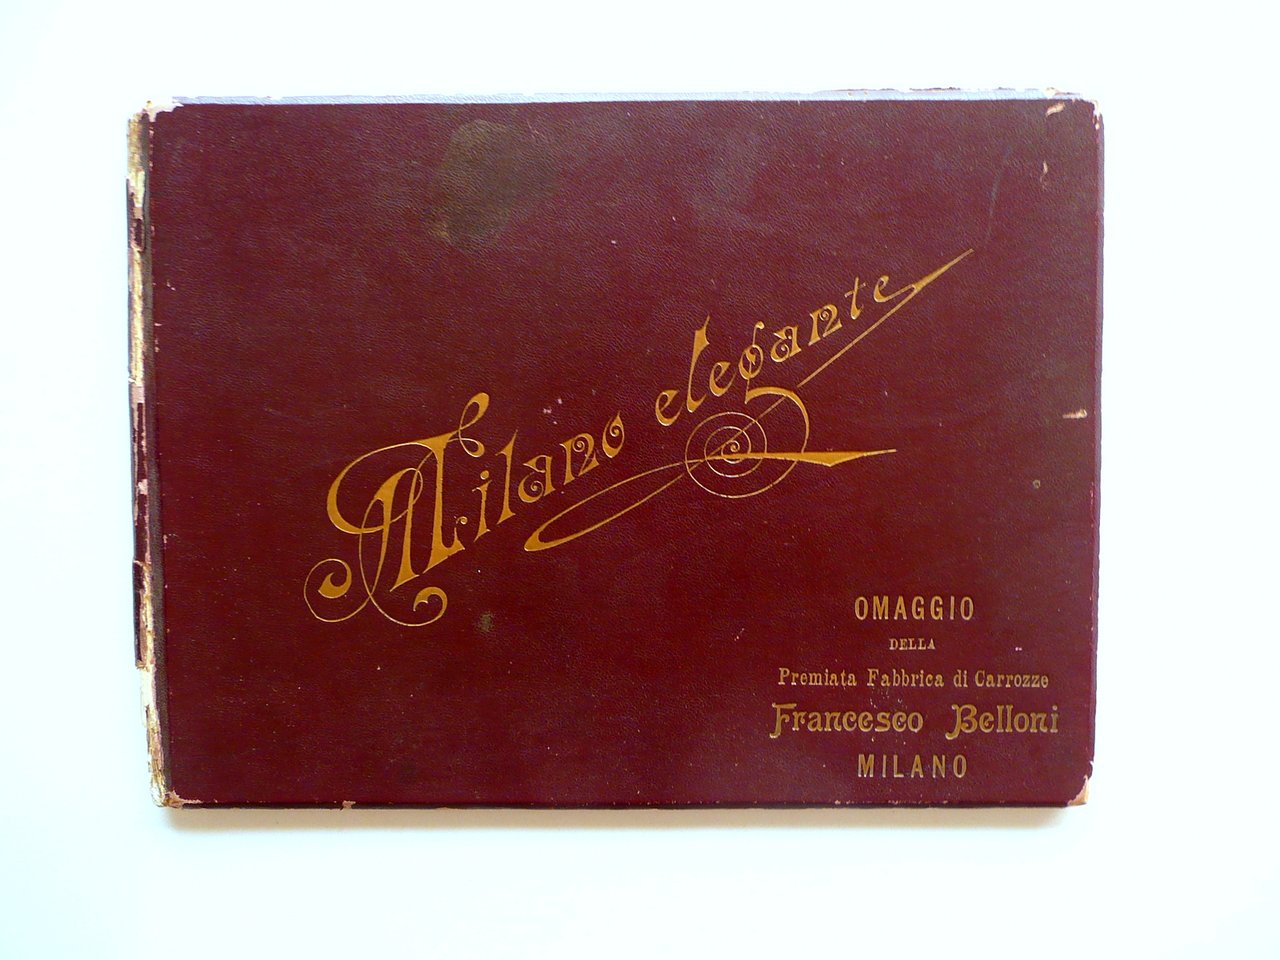 Milano elegante
OMAGGIO
DELLA
Premiata Fabbrica di Carrozze
Francesco Belloni
MILANO